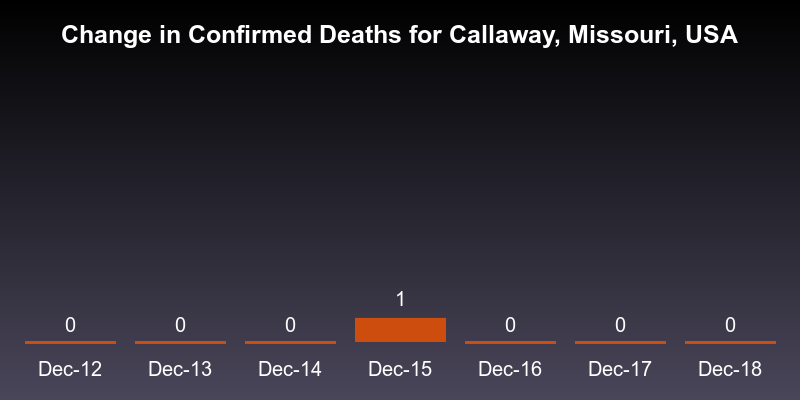 Change in Confirmed Deaths for Callaway, Missouri, USA
1
0 0 0 0 0 0
Dec-12 Dec-13 Dec-14 Dec-15 Dec-16 Dec-17 Dec-18